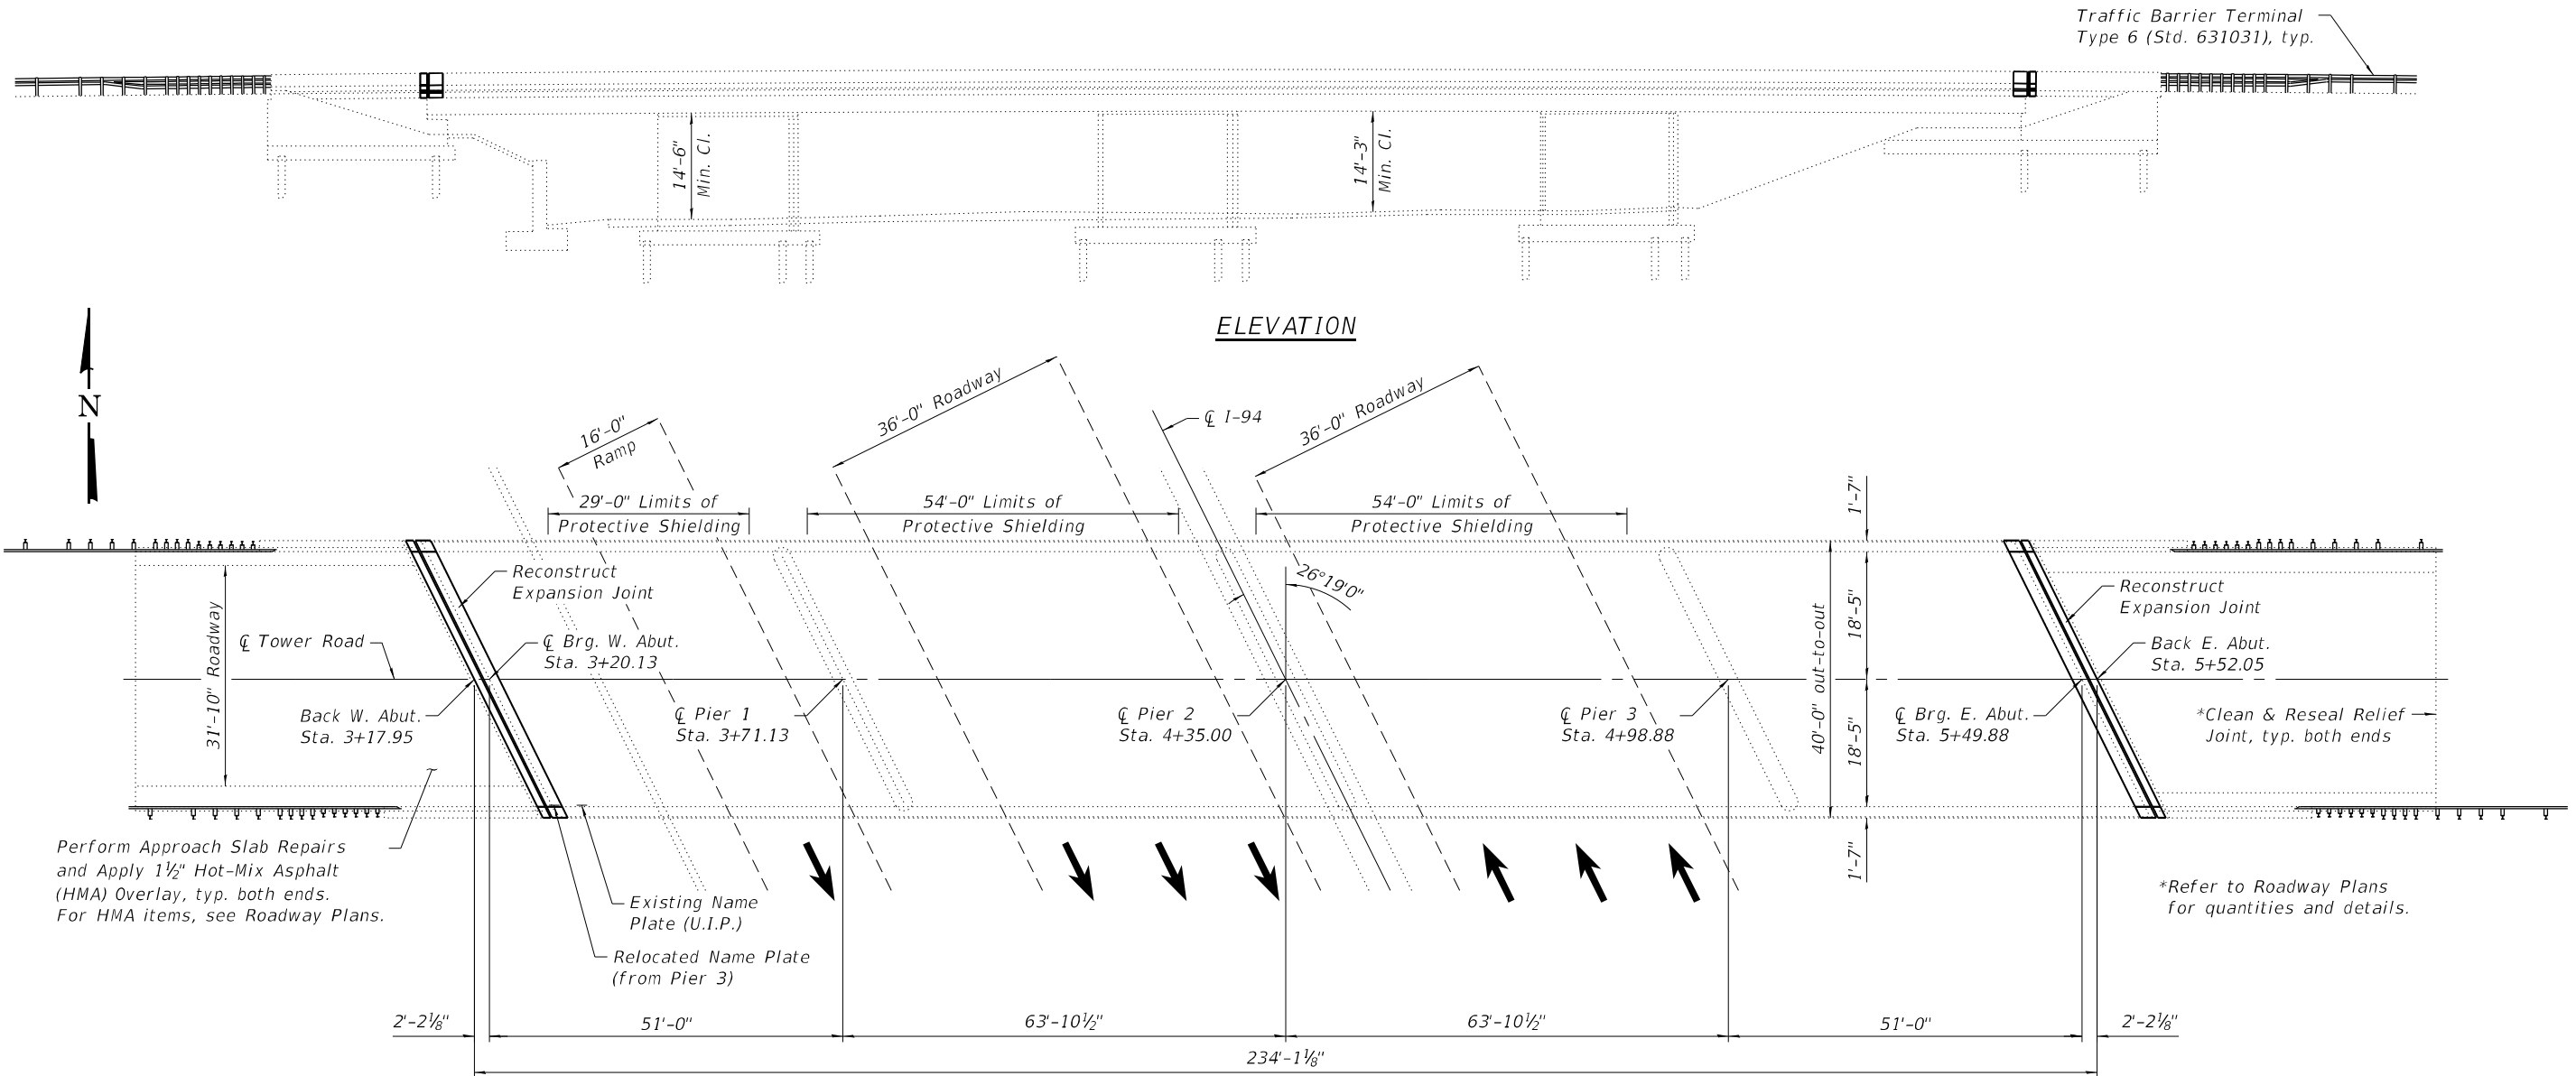 Traffic Barrier Terminal
Type 6 (Std. 631031), typ.
14'-6"
Min. Cl.
14'-3"
Min. Cl.
ELEVATION
N
16'-0"
Ramp
36'-0" Roadway
℄ I-94
36'-0" Roadway
29'-0" Limits of
Protective Shielding
54'-0" Limits of
Protective Shielding
54'-0" Limits of
Protective Shielding
1'-7"
Reconstruct
Expansion Joint
26°19'0"
Reconstruct
Expansion Joint
31'-10" Roadway
℄ Tower Road
℄ Brg. W. Abut.
Sta. 3+20.13
40'-0" out-to-out
18'-5"
18'-5"
Back E. Abut.
Sta. 5+52.05
Back W. Abut.
Sta. 3+17.95
℄ Pier 1
Sta. 3+71.13
℄ Pier 2
Sta. 4+35.00
℄ Pier 3
Sta. 4+98.88
℄ Brg. E. Abut.
Sta. 5+49.88
*Clean & Reseal Relief
Joint, typ. both ends
Perform Approach Slab Repairs
and Apply 1½" Hot-Mix Asphalt
(HMA) Overlay, typ. both ends.
For HMA items, see Roadway Plans.
1'-7"
Existing Name
Plate (U.I.P.)
Relocated Name Plate
(from Pier 3)
*Refer to Roadway Plans
for quantities and details.
2'-2⅛"
51'-0"
63'-10½"
63'-10½"
51'-0"
2'-2⅛"
234'-1⅛"